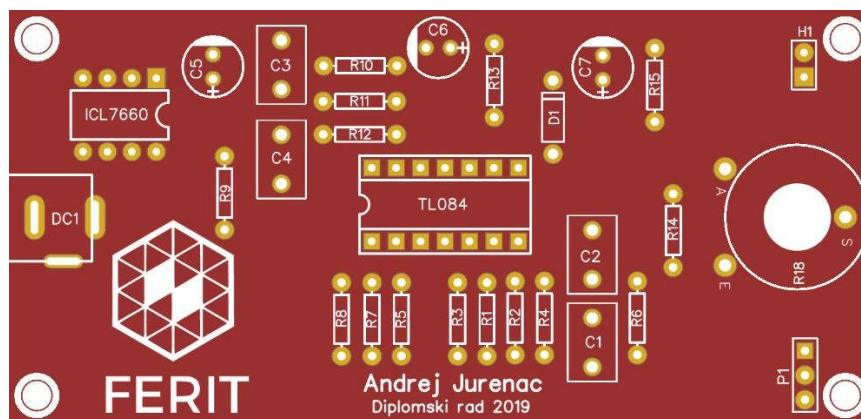 H1
C6
C5
C3
R10
R13
C7
R15
ICL7660
R11
D1
R12
C4
R9
TL084
A
DC1
R14
S
C2
R18
E
R8
R7
R5
R3
R1
R2
R4
R6
C1
P1
FERIT
Andrej Jurenac
Diplomski rad 2019